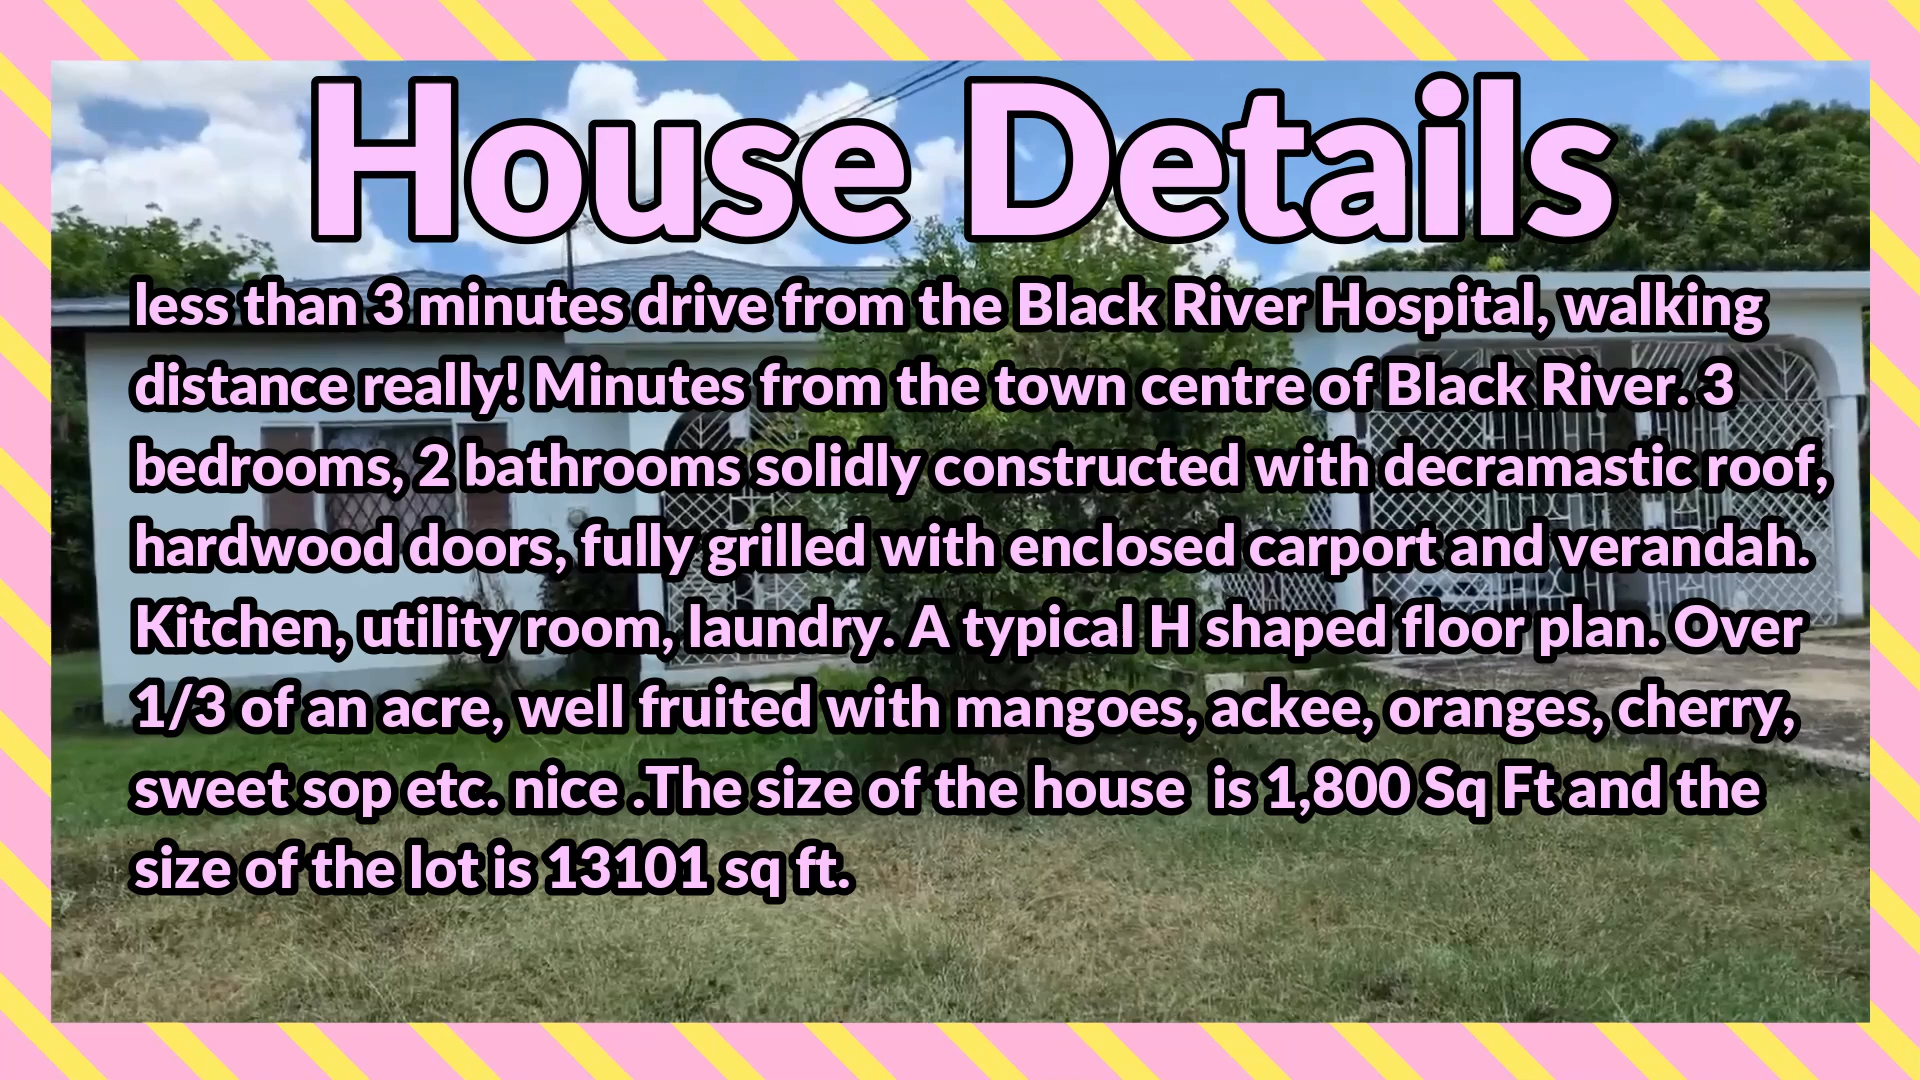 House Details
less than 3 minutes drive from the Black River Hospital, walking
distance really! Minutes from the town centre of Black River. 3
bedrooms, 2 bathrooms solidly constructed with decramastic roof,
hardwood doors, fully grilled with enclosed carport and verandah.
Kitchen, utility room, laundry. A typical H shaped floor plan. Over
1/3 of an acre, well fruited with mangoes, ackee, oranges, cherry,
sweet sop etc. nice .The size of the house  is 1,800 Sq Ft and the
size of the lot is 13101 sq ft.